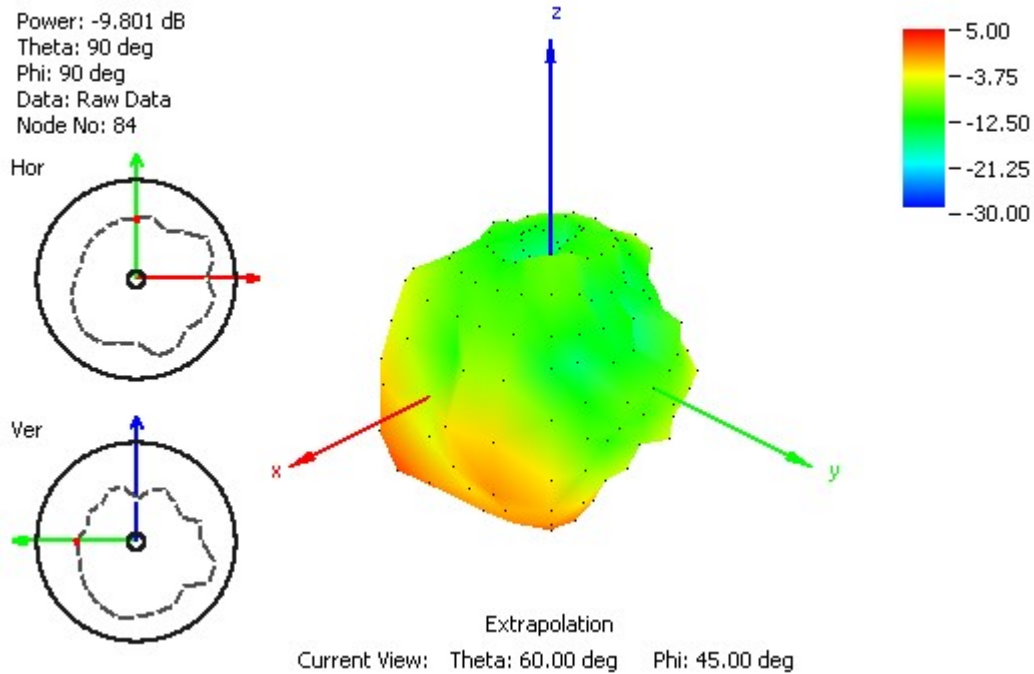 Power: -9.801 dB
Theta: 90 deg
Phi: 90 deg
Data: Raw Data
Node No: 84
Hor
Ver
z
x
y
5.00
-3.75
-12.50
-21.25
-30.00
Extrapolation
Current View: Theta: 60.00 deg Phi: 45.00 deg